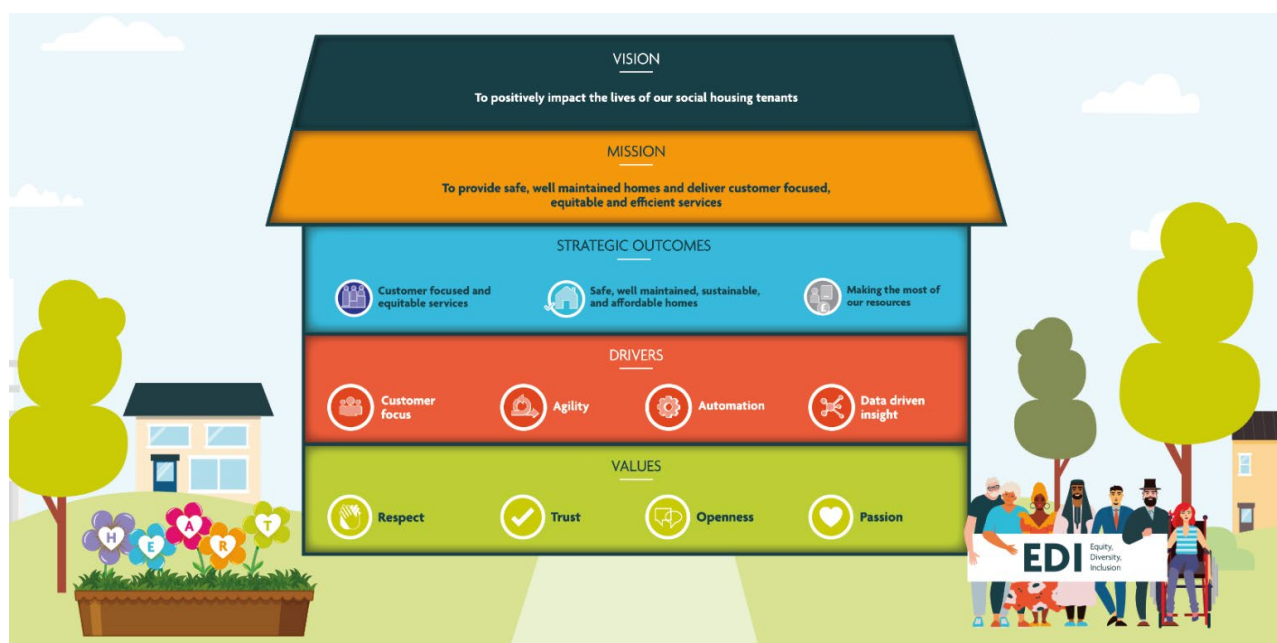 VISION
To positively impact the lives of our social housing tenants
MISSION
To provide safe, well maintained homes and deliver customer focused,
equitable and efficient services
STRATEGIC OUTCOMES
Customer focused and
equitable services
Safe, well maintained, sustainable,
and affordable homes
Making the most of
our resources
DRIVERS
Customer
focus
Agility
Automation
Data driven
insight
VALUES
Respect
Trust
Openness
Passion
H E A R T
EDI
Equity,
Diversity,
Inclusion